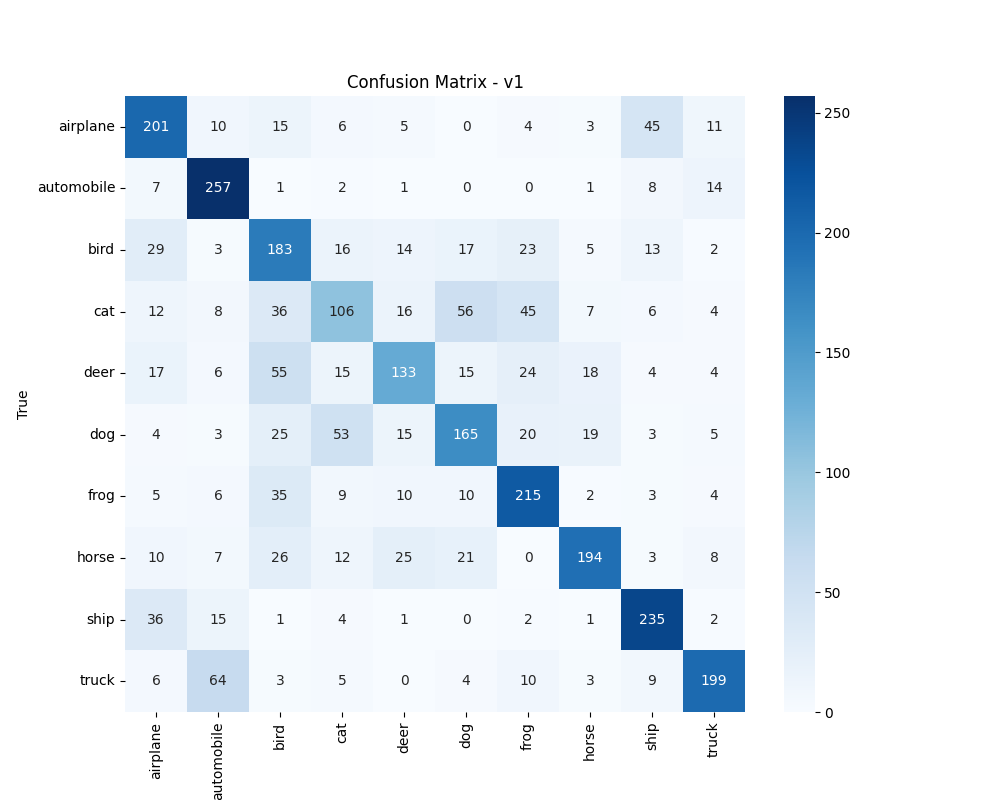 Confusion Matrix - v1
airplane 201 10 15 6 5 0 4 3 45 11
automobile 7 257 1 2 1 0 0 1 8 14
bird 29 3 183 16 14 17 23 5 13 2
cat 12 8 36 106 16 56 45 7 6 4
deer 17 6 55 15 133 15 24 18 4 4
dog 4 3 25 53 15 165 20 19 3 5
frog 5 6 35 9 10 10 215 2 3 4
horse 10 7 26 12 25 21 0 194 3 8
ship 36 15 1 4 1 0 2 1 235 2
truck 6 64 3 5 0 4 10 3 9 199
True
airplane automobile bird cat deer dog frog horse ship truck
250
200
150
100
50
0